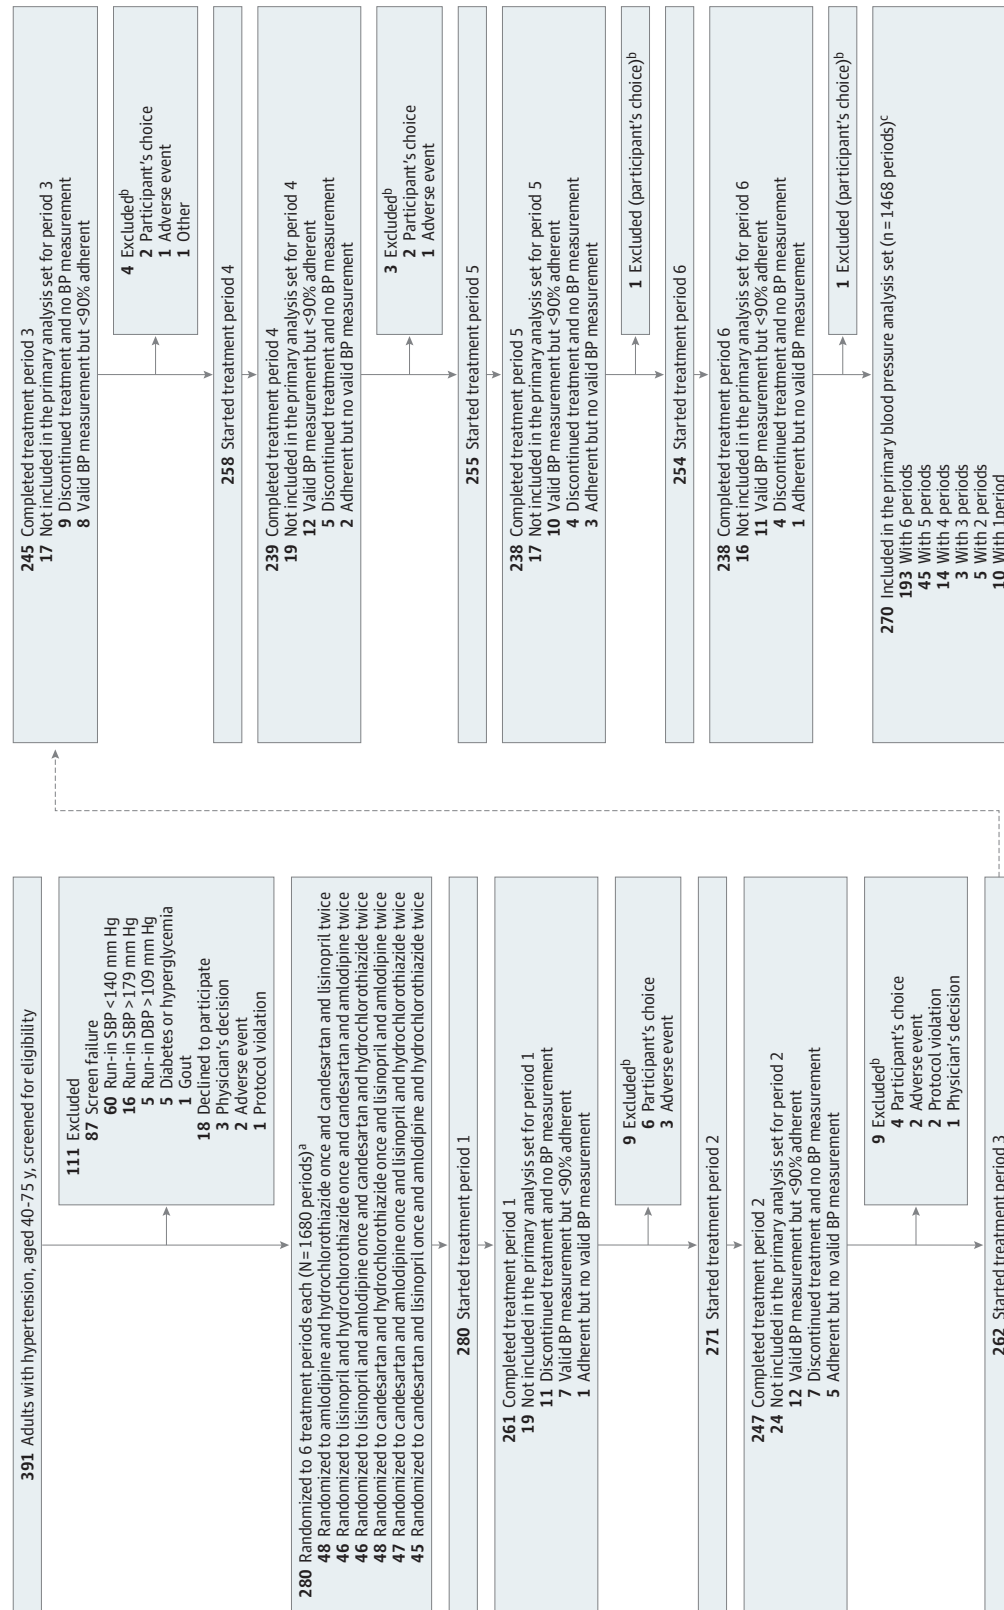 391 Adults with hypertension, aged 40-75 y, screened for eligibility
111 Excluded
87 Screen failure
60 Run-in SBP <140 mm Hg
16 Run-in SBP >179 mm Hg
5 Run-in DBP >109 mm Hg
5 Diabetes or hyperglycemia
1 Gout
18 Declined to participate
3 Physician's decision
2 Adverse event
1 Protocol violation
280 Randomized to 6 treatment periods each (N = 1680 periods)a
48 Randomized to amlodipine and hydrochlorothiazide once and candesartan and lisinopril twice
46 Randomized to lisinopril and hydrochlorothiazide once and candesartan and amlodipine twice
46 Randomized to lisinopril and amlodipine once and candesartan and hydrochlorothiazide twice
48 Randomized to candesartan and hydrochlorothiazide once and lisinopril and amlodipine twice
47 Randomized to candesartan and amlodipine once and lisinopril and hydrochlorothiazide twice
45 Randomized to candesartan and lisinopril once and amlodipine and hydrochlorothiazide twice
280 Started treatment period 1
261 Completed treatment period 1
19 Not included in the primary analysis set for period 1
11 Discontinued treatment and no BP measurement
7 Valid BP measurement but <90% adherent
1 Adherent but no valid BP measurement
9 Excludedb
6 Participant's choice
3 Adverse event
271 Started treatment period 2
247 Completed treatment period 2
24 Not included in the primary analysis set for period 2
12 Valid BP measurement but <90% adherent
7 Discontinued treatment and no BP measurement
5 Adherent but no valid BP measurement
9 Excludedb
4 Participant's choice
2 Adverse event
2 Protocol violation
1 Physician's decision
262 Started treatment period 3
245 Completed treatment period 3
17 Not included in the primary analysis set for period 3
9 Discontinued treatment and no BP measurement
8 Valid BP measurement but <90% adherent
4 Excludedb
2 Participant's choice
1 Adverse event
1 Other
258 Started treatment period 4
239 Completed treatment period 4
19 Not included in the primary analysis set for period 4
12 Valid BP measurement but <90% adherent
5 Discontinued treatment and no BP measurement
2 Adherent but no valid BP measurement
3 Excludedb
2 Participant's choice
1 Adverse event
255 Started treatment period 5
238 Completed treatment period 5
17 Not included in the primary analysis set for period 5
10 Valid BP measurement but <90% adherent
4 Discontinued treatment and no BP measurement
3 Adherent but no valid BP measurement
1 Excluded (participant's choice)b
254 Started treatment period 6
238 Completed treatment period 6
16 Not included in the primary analysis set for period 6
11 Valid BP measurement but <90% adherent
4 Discontinued treatment and no BP measurement
1 Adherent but no valid BP measurement
1 Excluded (participant's choice)b
270 Included in the primary blood pressure analysis set (n = 1468 periods)c
193 With 6 periods
45 With 5 periods
14 With 4 periods
3 With 3 periods
5 With 2 periods
10 With 1 period